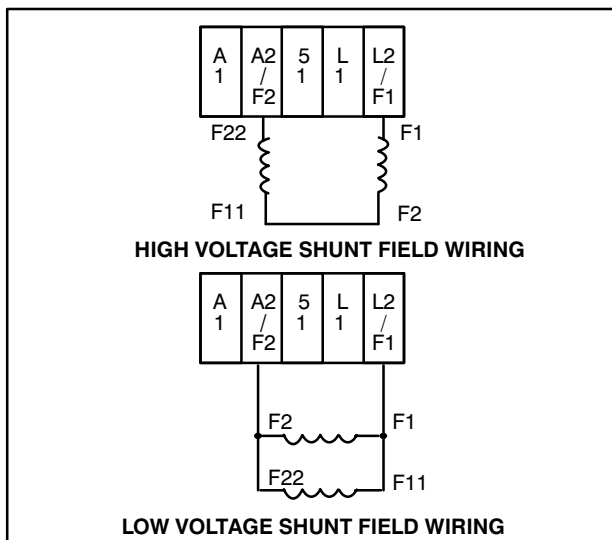 A A2 5 L L2
1 / 1 1 /
F2 F1
F22 F1
F11 F2
HIGH VOLTAGE SHUNT FIELD WIRING
A A2 5 L L2
1 / 1 1 /
F2 F1
F2 F1
F22 F11
LOW VOLTAGE SHUNT FIELD WIRING